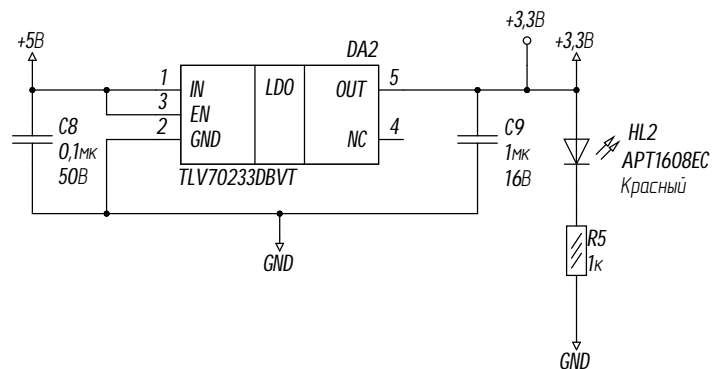 +5В
+3,3В
+3,3В
DA2
1
IN
LDO
OUT
5
3
EN
2
GND
NC
4
TLV70233DBVT
C8
0,1мк
50В
C9
1мк
16В
HL2
APT1608EC
Красный
R5
1к
GND
GND